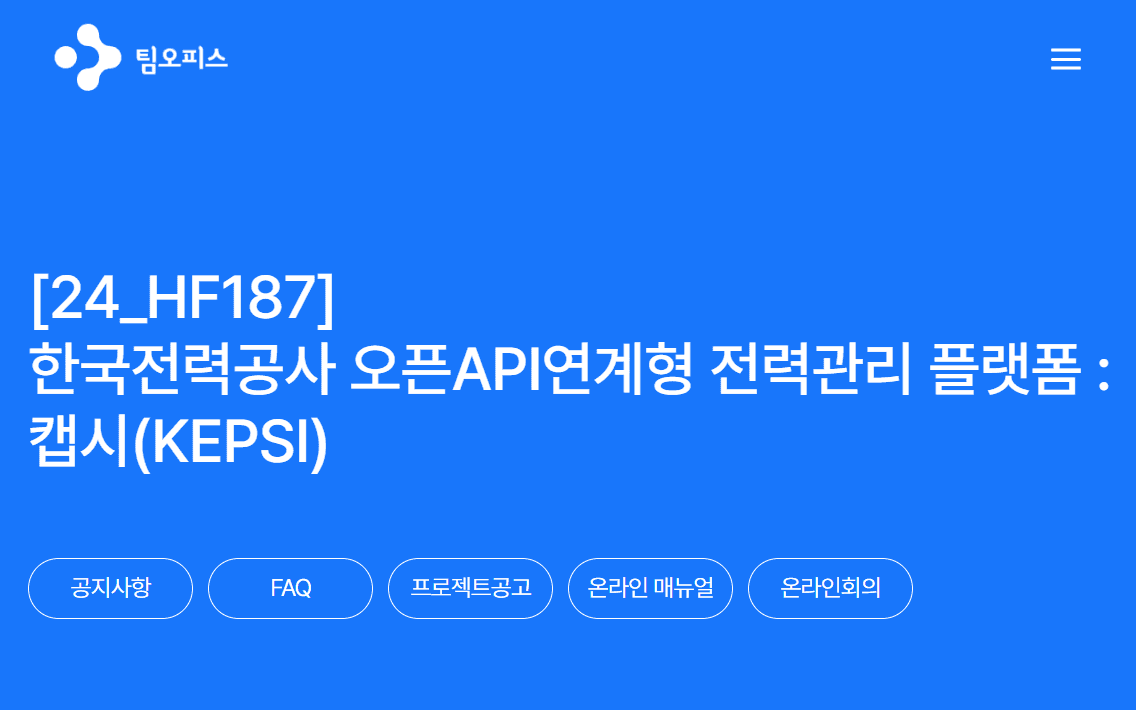 팀오피스
[24_HF187]
한국전력공사 오픈API연계형 전력관리 플랫폼 :
캡시(KEPSI)
공지사항
FAQ
프로젝트공고
온라인 매뉴얼
온라인회의